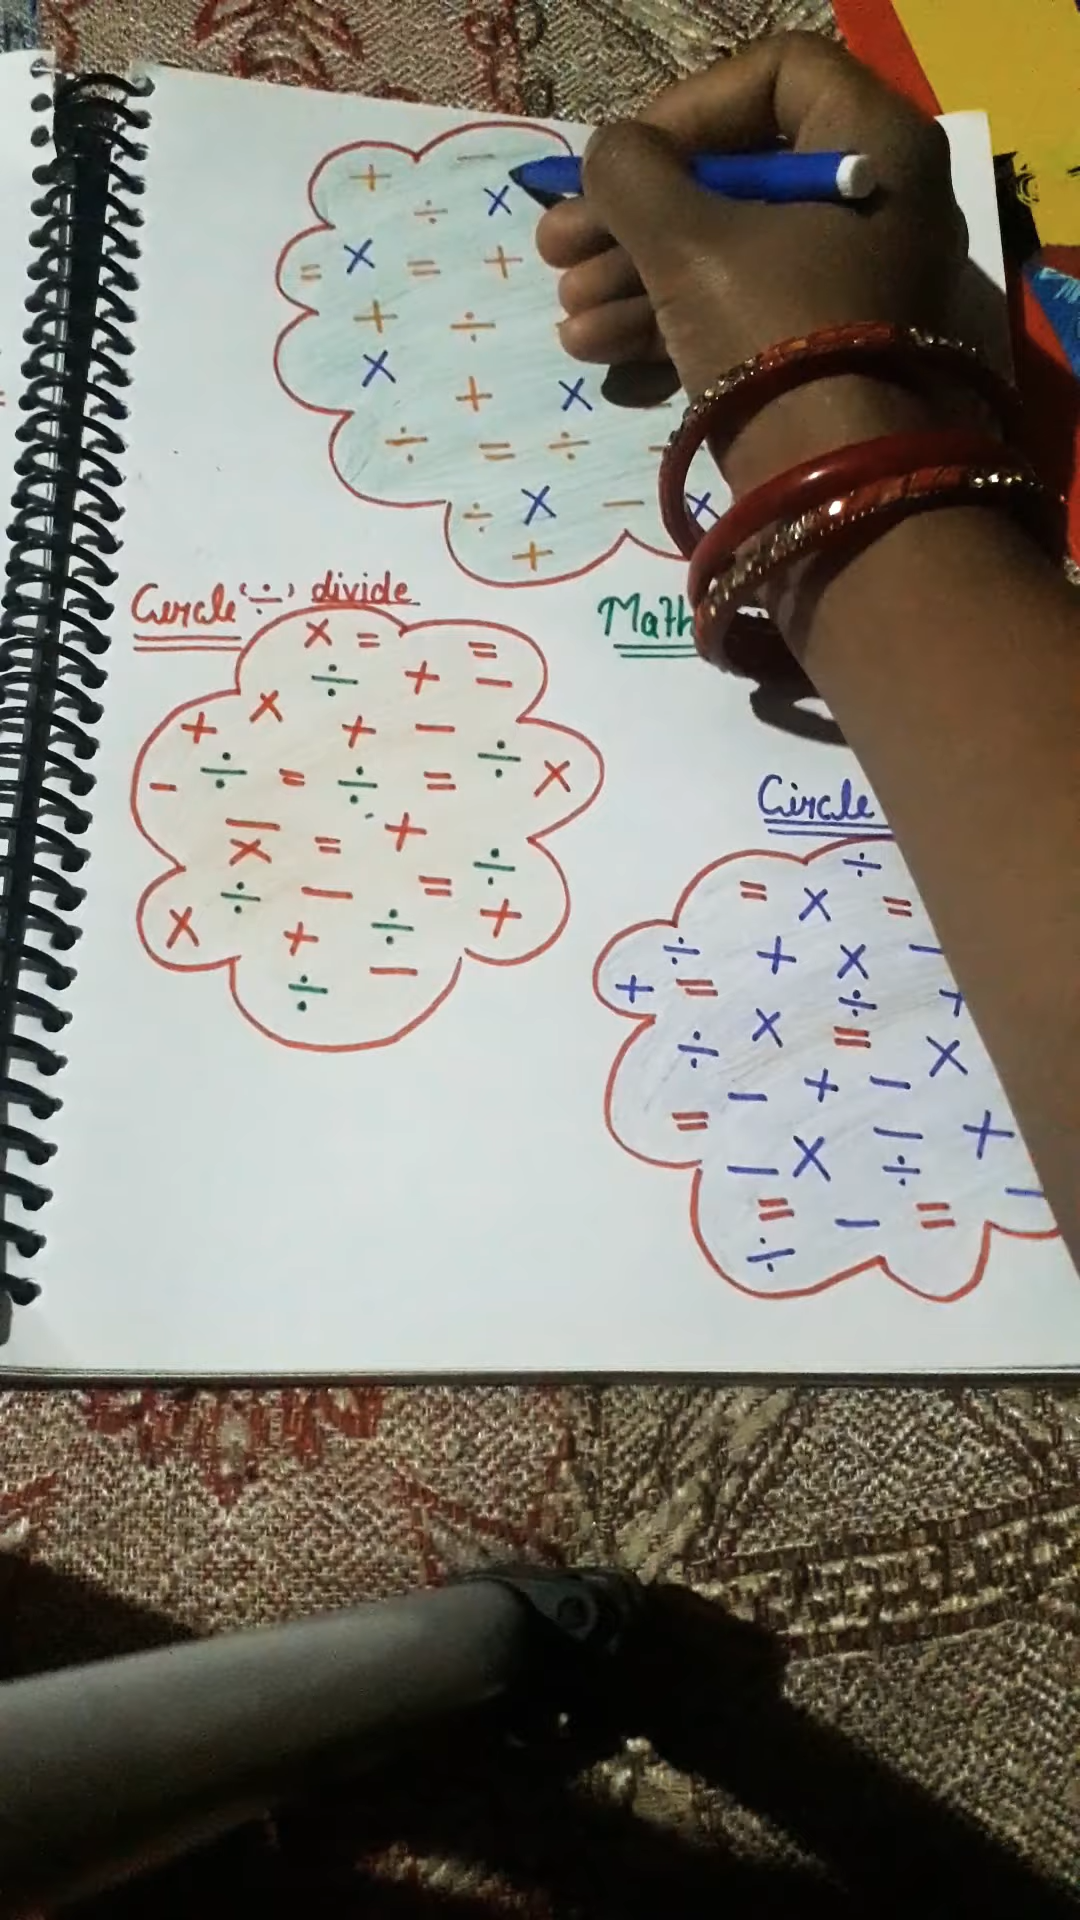 + −
÷ ×
= × = +
+ ÷
×
+ ×
÷ = ÷
÷ × − ×
+
Circle '÷' divide
× = =
÷ + −
+ × + −
− ÷ = ÷ = ÷ ×
−
× = +
÷ − = ÷
× + ÷ +
÷ −
Math
Circle
÷
= × =
÷ + × −
+ = ÷ +
÷ × = ×
− + −
= − +
− × ÷ −
= − =
÷